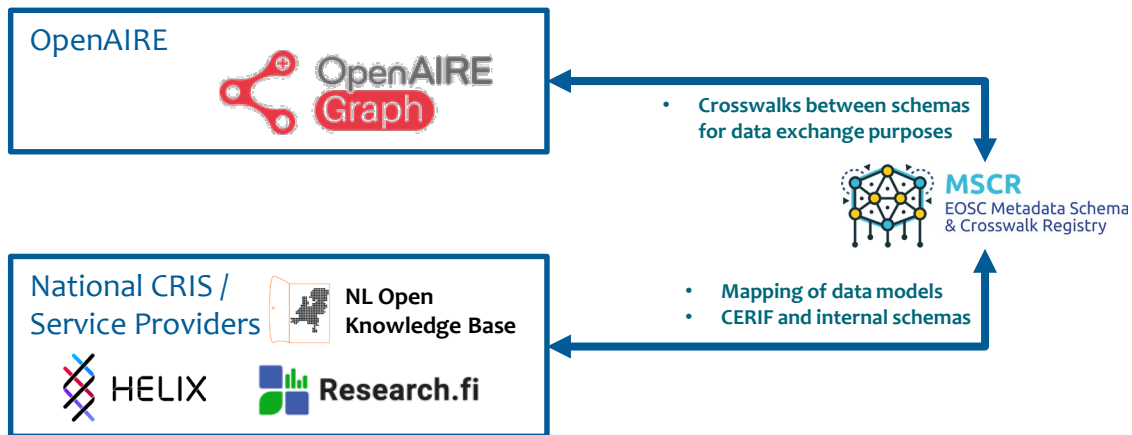 OpenAIRE
OpenAIRE
Graph
• Crosswalks between schemas
for data exchange purposes
MSCR
EOSC Metadata Schema
& Crosswalk Registry
National CRIS /
Service Providers
NL Open
Knowledge Base
• Mapping of data models
• CERIF and internal schemas
HELIX
Research.fi